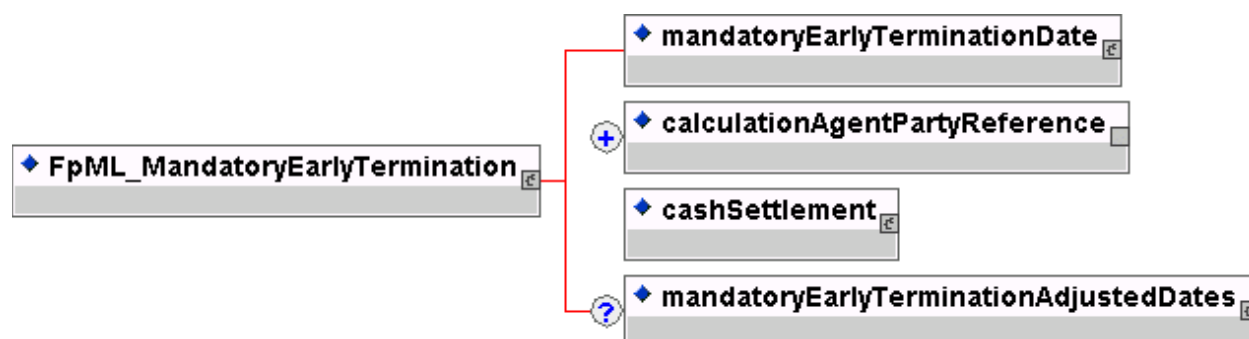 mandatoryEarlyTerminationDate
+ calculationAgentPartyReference
FpML_MandatoryEarlyTermination
cashSettlement
? mandatoryEarlyTerminationAdjustedDates